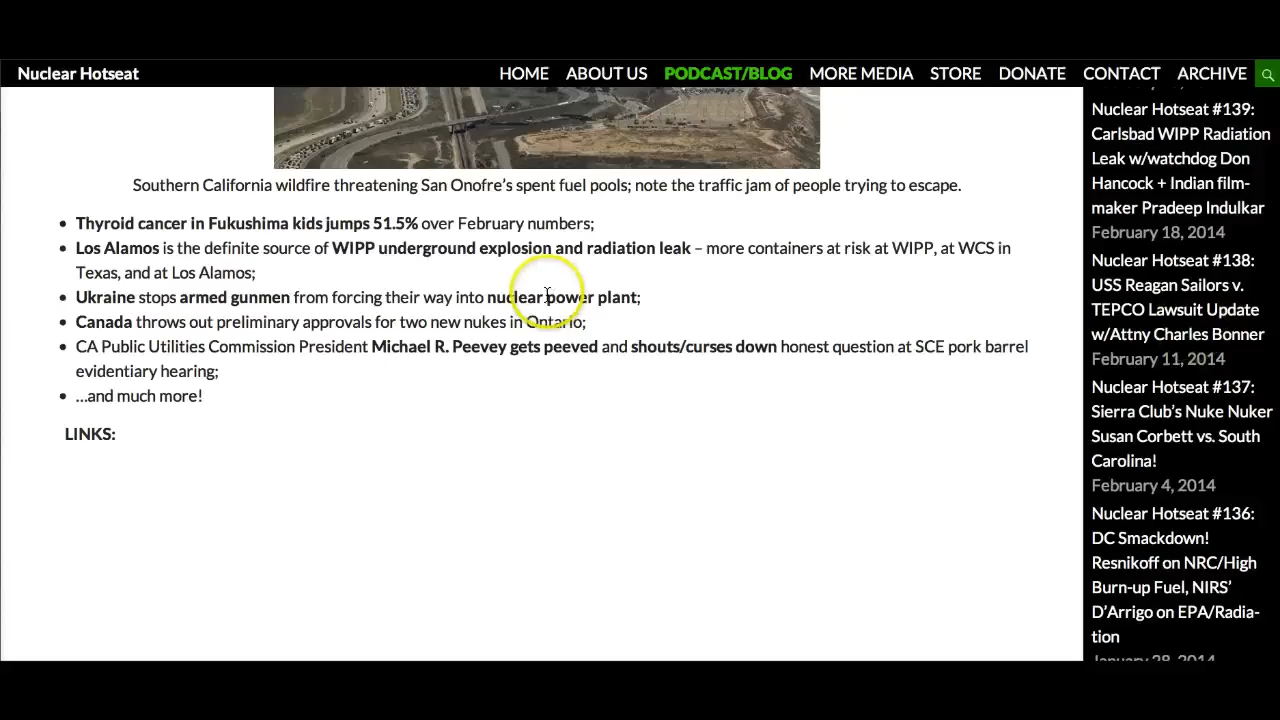 Nuclear Hotseat
HOME ABOUT US PODCAST/BLOG MORE MEDIA STORE DONATE CONTACT ARCHIVE
Southern California wildfire threatening San Onofre’s spent fuel pools; note the traffic jam of people trying to escape.
• Thyroid cancer in Fukushima kids jumps 51.5% over February numbers;
• Los Alamos is the definite source of WIPP underground explosion and radiation leak – more containers at risk at WIPP, at WCS in
Texas, and at Los Alamos;
• Ukraine stops armed gunmen from forcing their way into nuclear power plant;
• Canada throws out preliminary approvals for two new nukes in Ontario;
• CA Public Utilities Commission President Michael R. Peevey gets peeved and shouts/curses down honest question at SCE pork barrel
evidentiary hearing;
• …and much more!
LINKS:
Nuclear Hotseat #139:
Carlsbad WIPP Radiation
Leak w/watchdog Don
Hancock + Indian film-
maker Pradeep Indulkar
February 18, 2014
Nuclear Hotseat #138:
USS Reagan Sailors v.
TEPCO Lawsuit Update
w/Attny Charles Bonner
February 11, 2014
Nuclear Hotseat #137:
Sierra Club’s Nuke Nuker
Susan Corbett vs. South
Carolina!
February 4, 2014
Nuclear Hotseat #136:
DC Smackdown!
Resnikoff on NRC/High
Burn-up Fuel, NIRS’
D’Arrigo on EPA/Radia-
tion
January 28, 2014